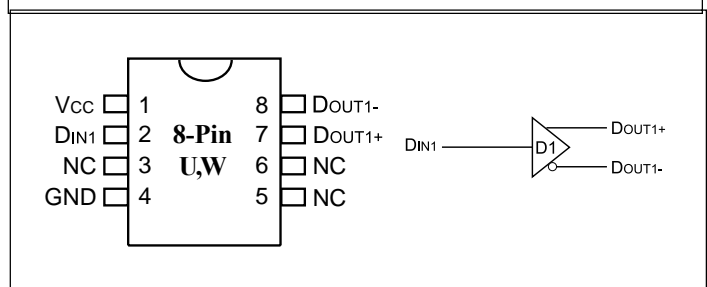 VCC 1 8 DOUT1-
DIN1 2 8-Pin 7 DOUT1+
NC 3 U,W 6 NC
GND 4 5 NC
DIN1 D1 DOUT1+
DOUT1-